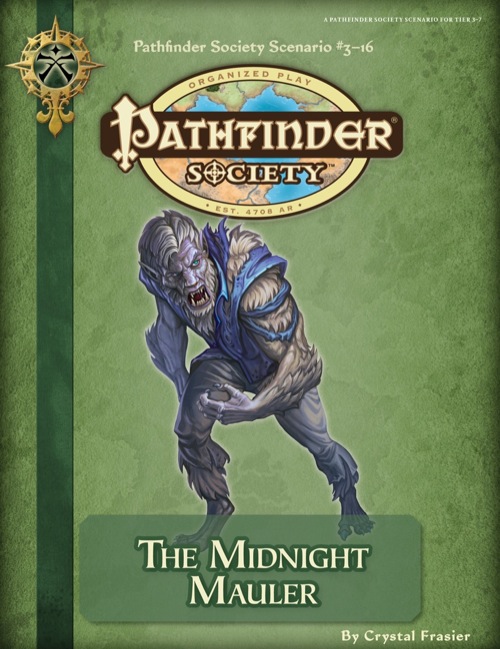 A PATHFINDER SOCIETY SCENARIO FOR TIER 3-7
Pathfinder Society Scenario #3–16
ORGANIZED PLAY
PATHFINDER®
SOCIETY™
• EST. 4708 AR •
THE MIDNIGHT
MAULER
By Crystal Frasier